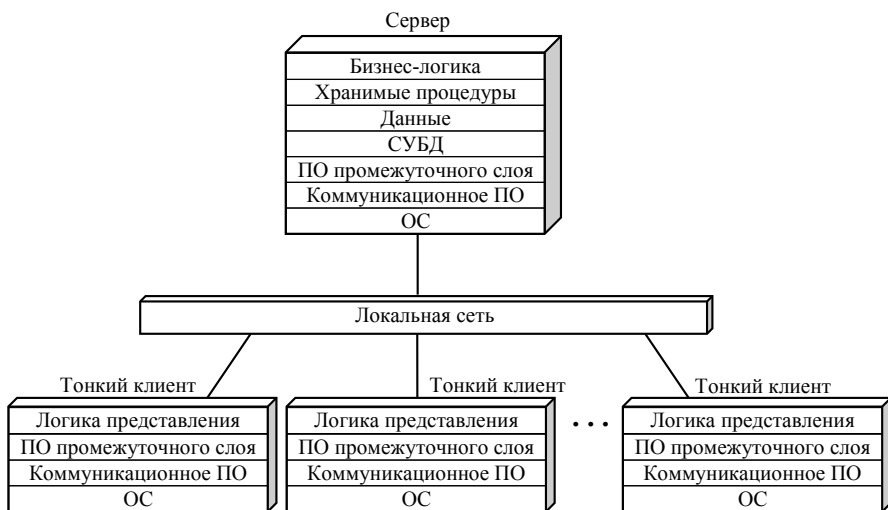 Сервер
Бизнес-логика
Хранимые процедуры
Данные
СУБД
ПО промежуточного слоя
Коммуникационное ПО
ОС
Локальная сеть
Тонкий клиент
Логика представления
ПО промежуточного слоя
Коммуникационное ПО
ОС
Тонкий клиент
Логика представления
ПО промежуточного слоя
Коммуникационное ПО
ОС
...
Тонкий клиент
Логика представления
ПО промежуточного слоя
Коммуникационное ПО
ОС